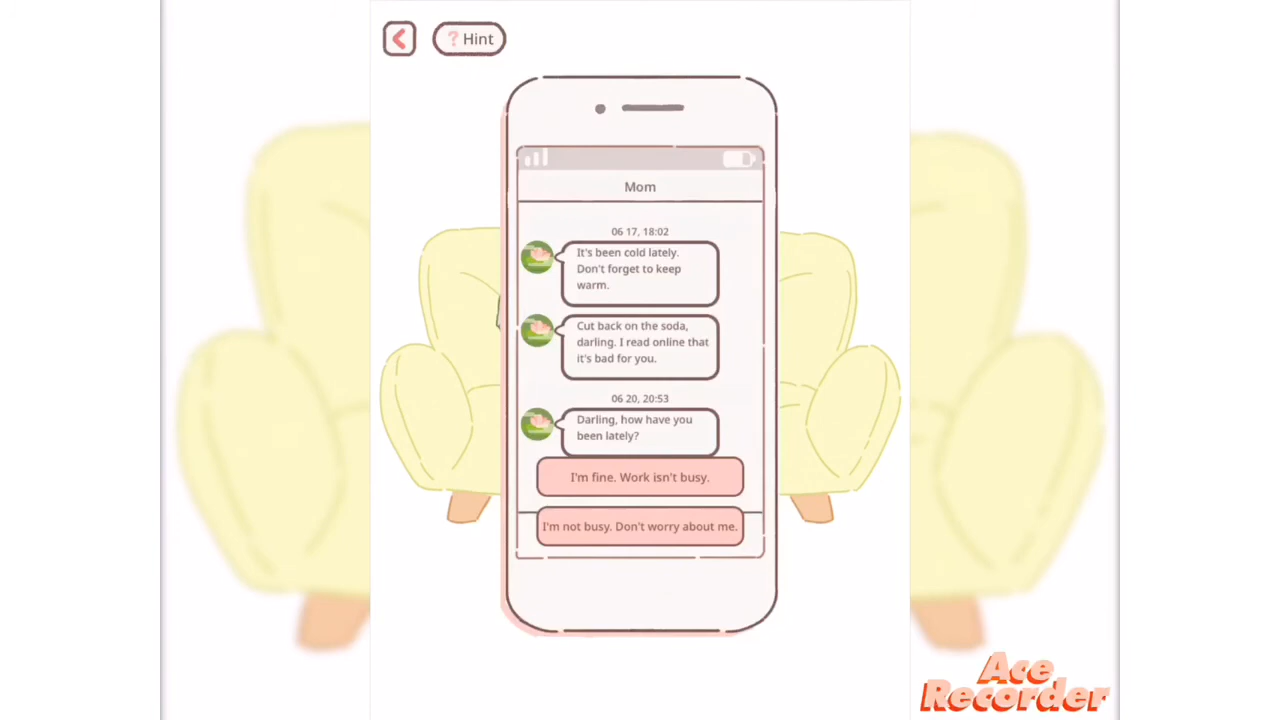 ? Hint
Mom
06 17, 18:02
It's been cold lately.
Don't forget to keep
warm.
Cut back on the soda,
darling. I read online that
it's bad for you.
06 20, 20:53
Darling, how have you
been lately?
I'm fine. Work isn't busy.
I'm not busy. Don't worry about me.
Ace
Recorder